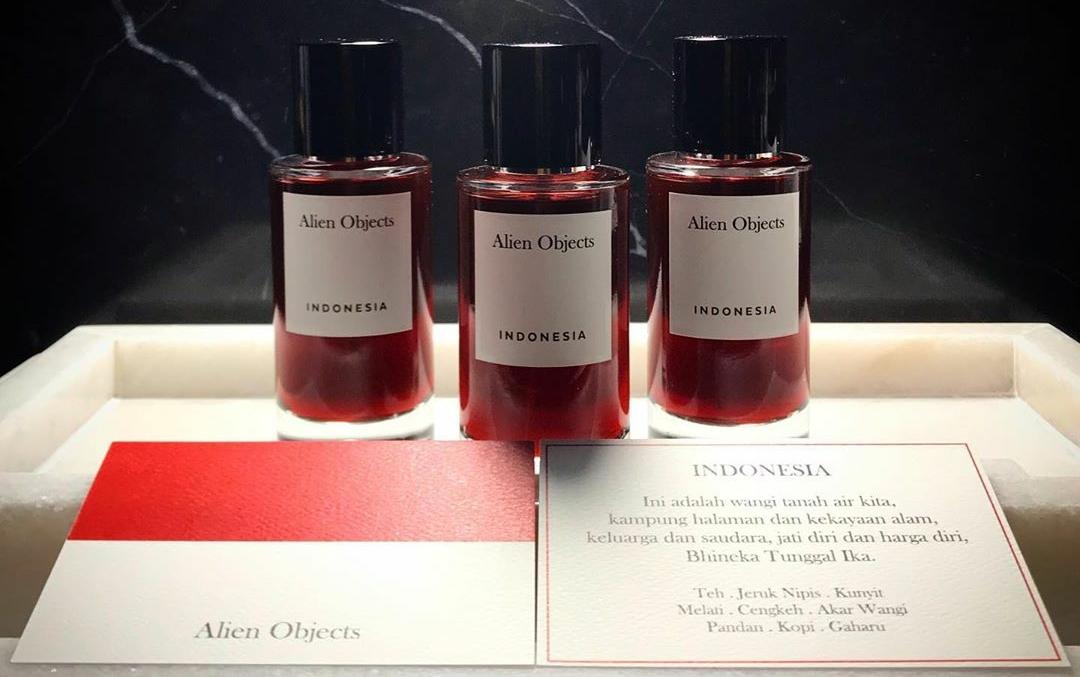 Alien Objects
INDONESIA
Alien Objects
INDONESIA
Alien Objects
INDONESIA
Alien Objects
INDONESIA
Ini adalah wangi tanah air kita,
kampung halaman dan kekayaan alam,
keluarga dan saudara, jati diri dan harga diri,
Bhineka Tunggal Ika.
Teh . Jeruk Nipis . Kunyit
Melati . Cengkeh . Akar Wangi
Pandan . Kopi . Gaharu